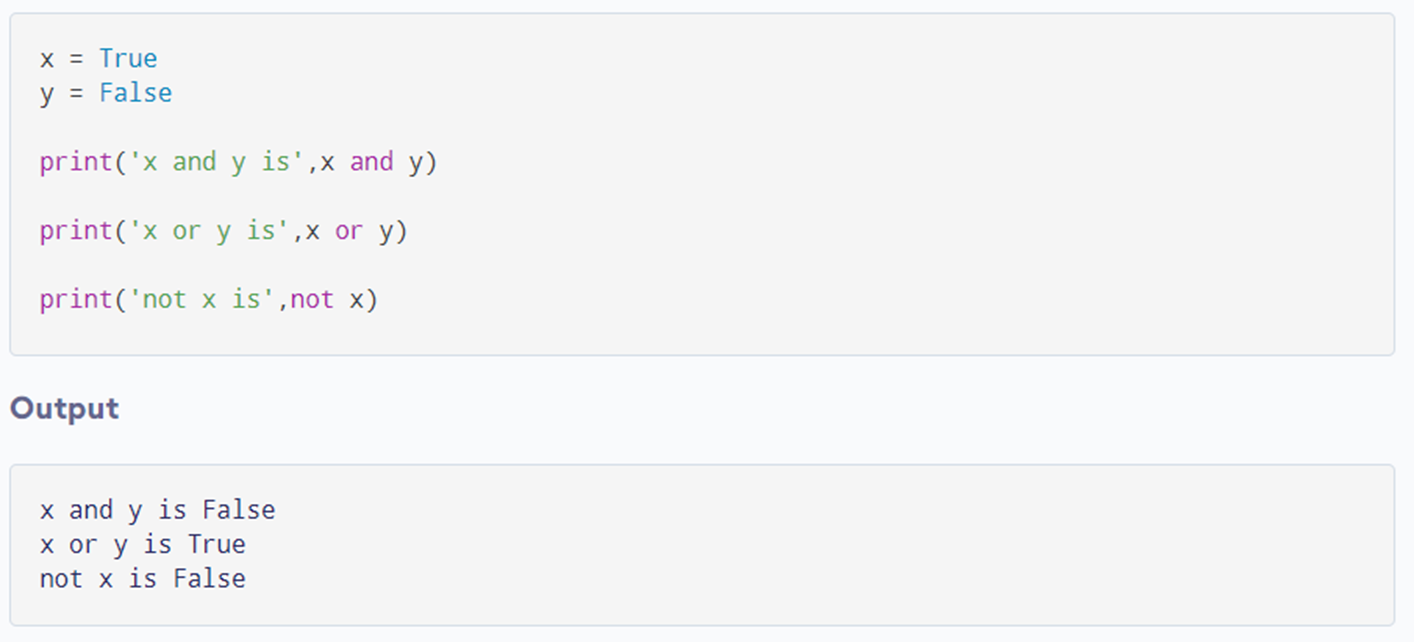 x = True
y = False
print('x and y is',x and y)
print('x or y is',x or y)
print('not x is',not x)
Output
x and y is False
x or y is True
not x is False